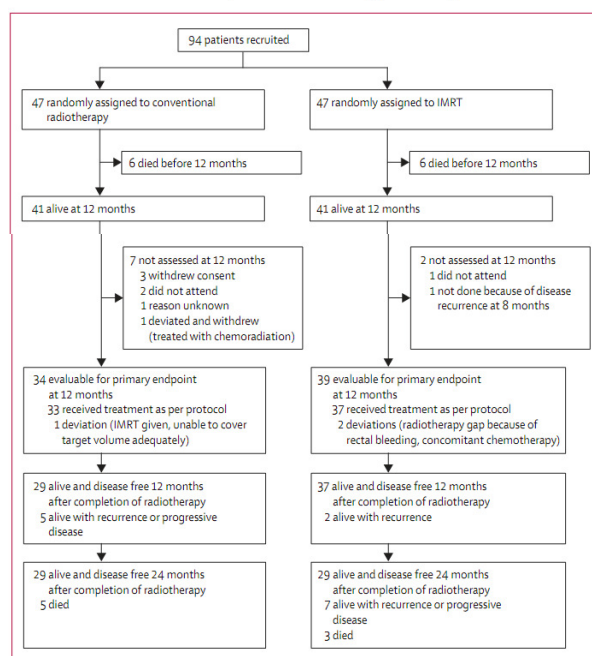 94 patients recruited
47 randomly assigned to conventional
radiotherapy
47 randomly assigned to IMRT
6 died before 12 months
6 died before 12 months
41 alive at 12 months
41 alive at 12 months
7 not assessed at 12 months
3 withdrew consent
2 did not attend
1 reason unknown
1 deviated and withdrew
(treated with chemoradiation)
2 not assessed at 12 months
1 did not attend
1 not done because of disease
recurrence at 8 months
34 evaluable for primary endpoint
at 12 months
33 received treatment as per protocol
1 deviation (IMRT given, unable to cover
target volume adequately)
39 evaluable for primary endpoint
at 12 months
37 received treatment as per protocol
2 deviations (radiotherapy gap because of
rectal bleeding, concomitant chemotherapy)
29 alive and disease free 12 months
after completion of radiotherapy
5 alive with recurrence or progressive
disease
37 alive and disease free 12 months
after completion of radiotherapy
2 alive with recurrence
29 alive and disease free 24 months
after completion of radiotherapy
5 died
29 alive and disease free 24 months
after completion of radiotherapy
7 alive with recurrence or progressive
disease
3 died